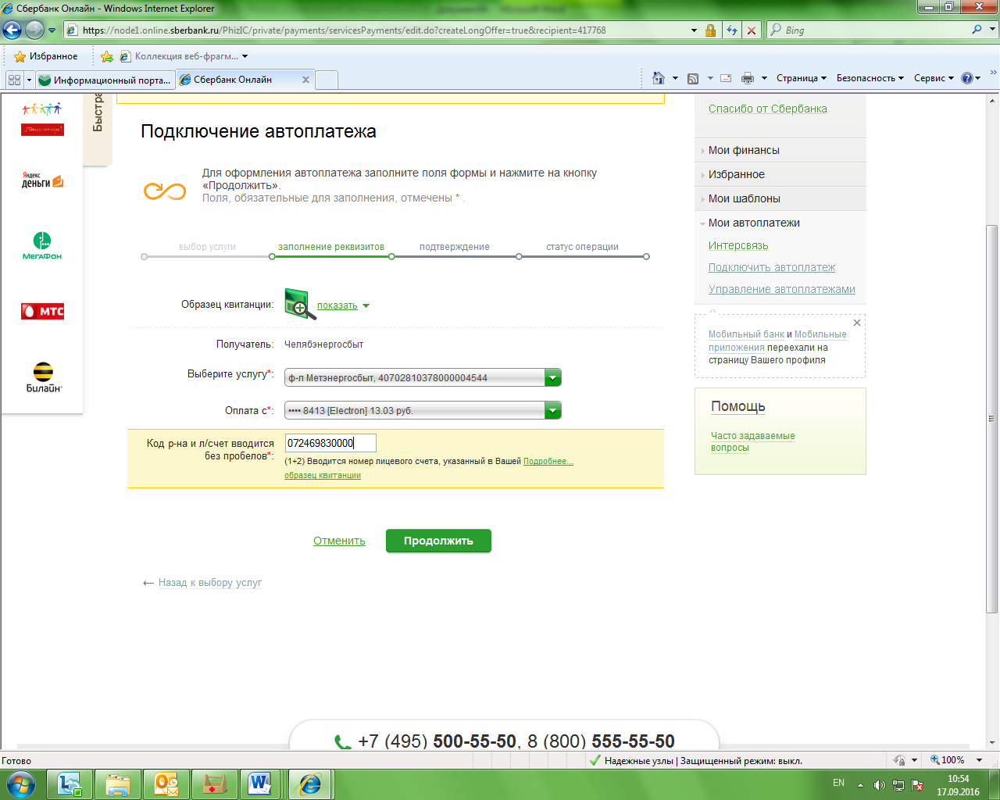 Сбербанк Онлайн - Windows Internet Explorer
https://node1.online.sberbank.ru/PhizIC/private/payments/servicesPayments/edit.do?createLongOffer=true&recipient=417768
Bing
Избранное
Коллекция веб-фрагм...
Информационный порта...
Сбербанк Онлайн
Страница
Безопасность
Сервис
Быстра
Яндекс
деньги
МЕГАФОН
МТС
Билайн
Подключение автоплатежа
Для оформления автоплатежа заполните поля формы и нажмите на кнопку
«Продолжить».
Поля, обязательные для заполнения, отмечены * .
выбор услуги
заполнение реквизитов
подтверждение
статус операции
Образец квитанции:
показать
Получатель:
Челябэнергосбыт
Выберите услугу*:
ф-л Метэнергосбыт, 40702810378000004544
Оплата с*:
•••• 8413 [Electron] 13.03 руб.
Код р-на и л/счет вводится
без пробелов*:
072469830000
(1+2) Вводится номер лицевого счета, указанный в Вашей Подробнее...
образец квитанции
Отменить
Продолжить
← Назад к выбору услуг
Спасибо от Сбербанка
Мои финансы
Избранное
Мои шаблоны
Мои автоплатежи
Интерсвязь
Подключить автоплатеж
Управление автоплатежами
Мобильный банк и Мобильные
приложения переехали на
страницу Вашего профиля
Помощь
Часто задаваемые
вопросы
+7 (495) 500-55-50, 8 (800) 555-55-50
Готово
Надежные узлы | Защищенный режим: выкл.
100%
EN
10:54
17.09.2016